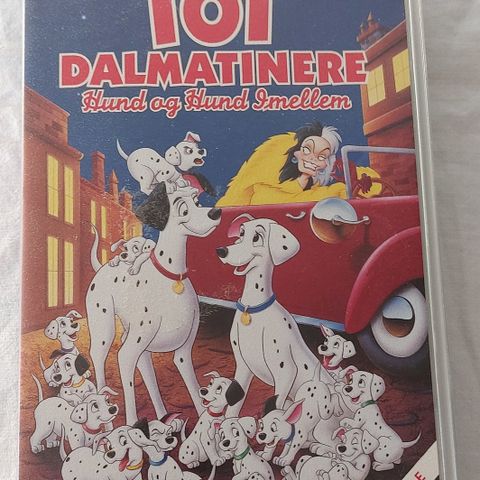 101
DALMATINERE
Hund og Hund Imellem